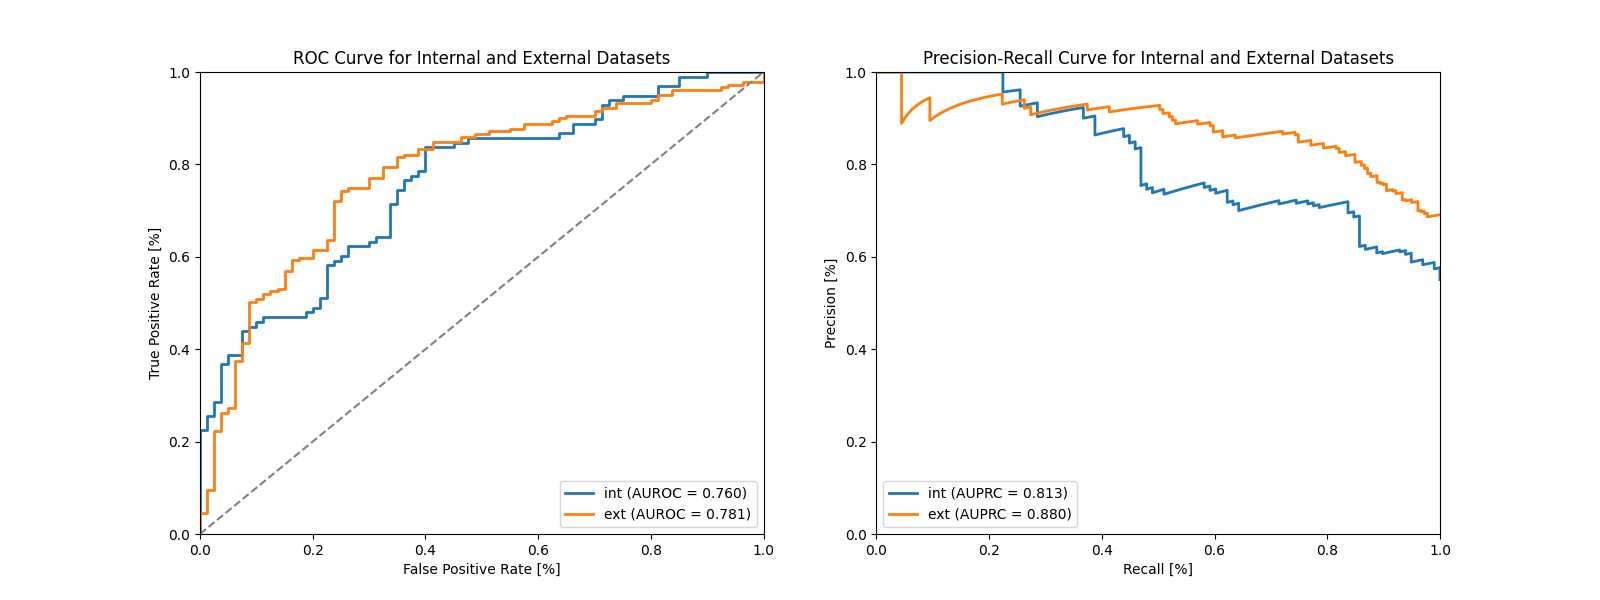 ROC Curve for Internal and External Datasets
1.0
0.8
0.6
0.4
0.2
0.0
True Positive Rate [%]
0.0 0.2 0.4 0.6 0.8 1.0
False Positive Rate [%]
int (AUROC = 0.760)
ext (AUROC = 0.781)
Precision-Recall Curve for Internal and External Datasets
1.0
0.8
0.6
0.4
0.2
0.0
Precision [%]
0.0 0.2 0.4 0.6 0.8 1.0
Recall [%]
int (AUPRC = 0.813)
ext (AUPRC = 0.880)